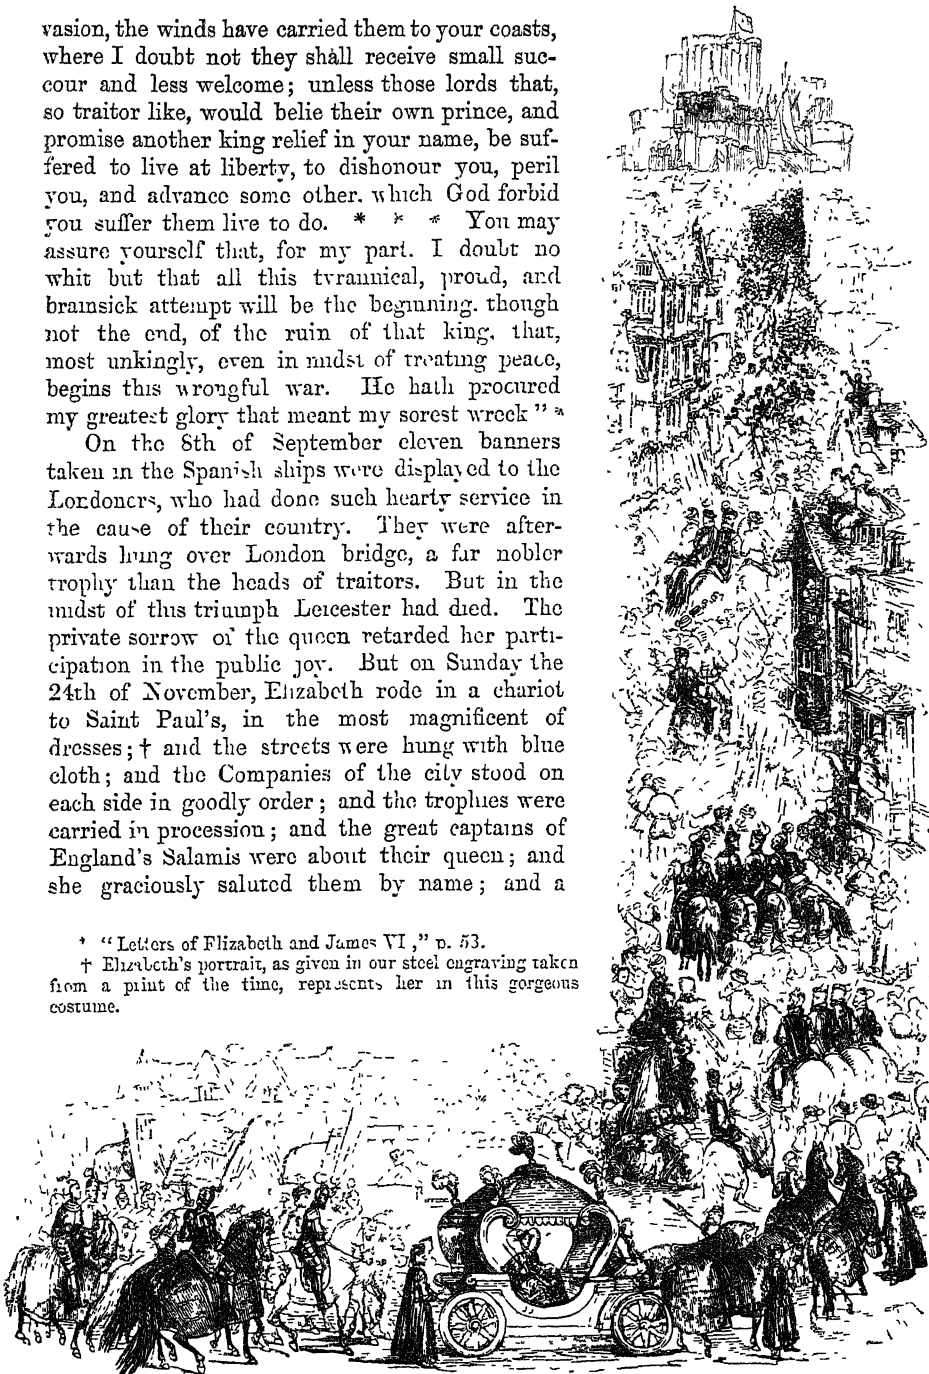 vasion, the winds have carried them to your coasts,
where I doubt not they shall receive small suc-
cour and less welcome; unless those lords that,
so traitor like, would belie their own prince, and
promise another king relief in your name, be suf-
fered to live at liberty, to dishonour you, peril
you, and advance some other. which God forbid
you suffer them live to do. * * * You may
assure yourself that, for my part. I doubt no
whit but that all this tyrannical, proud, and
brainsick attempt will be the beginning. though
not the end, of the ruin of that king. that,
most unkingly, even in midst of treating peace,
begins this wrongful war. He hath procured
my greatest glory that meant my sorest wreck" *
On the 8th of September eleven banners
taken in the Spanish ships were displayed to the
Londoners, who had done such hearty service in
the cause of their country. They were after-
wards hung over London bridge, a far nobler
trophy than the heads of traitors. But in the
midst of this triumph Leicester had died. The
private sorrow of the queen retarded her parti-
cipation in the public joy. But on Sunday the
24th of November, Elizabeth rode in a chariot
to Saint Paul's, in the most magnificent of
dresses; † and the streets were hung with blue
cloth; and the Companies of the city stood on
each side in goodly order; and the trophies were
carried in procession; and the great captains of
England's Salamis were about their queen; and
she graciously saluted them by name; and a
* "Letters of Elizabeth and James VI," p. 53.
† Elizabeth's portrait, as given in our steel engraving taken
from a print of the time, represents her in this gorgeous
costume.